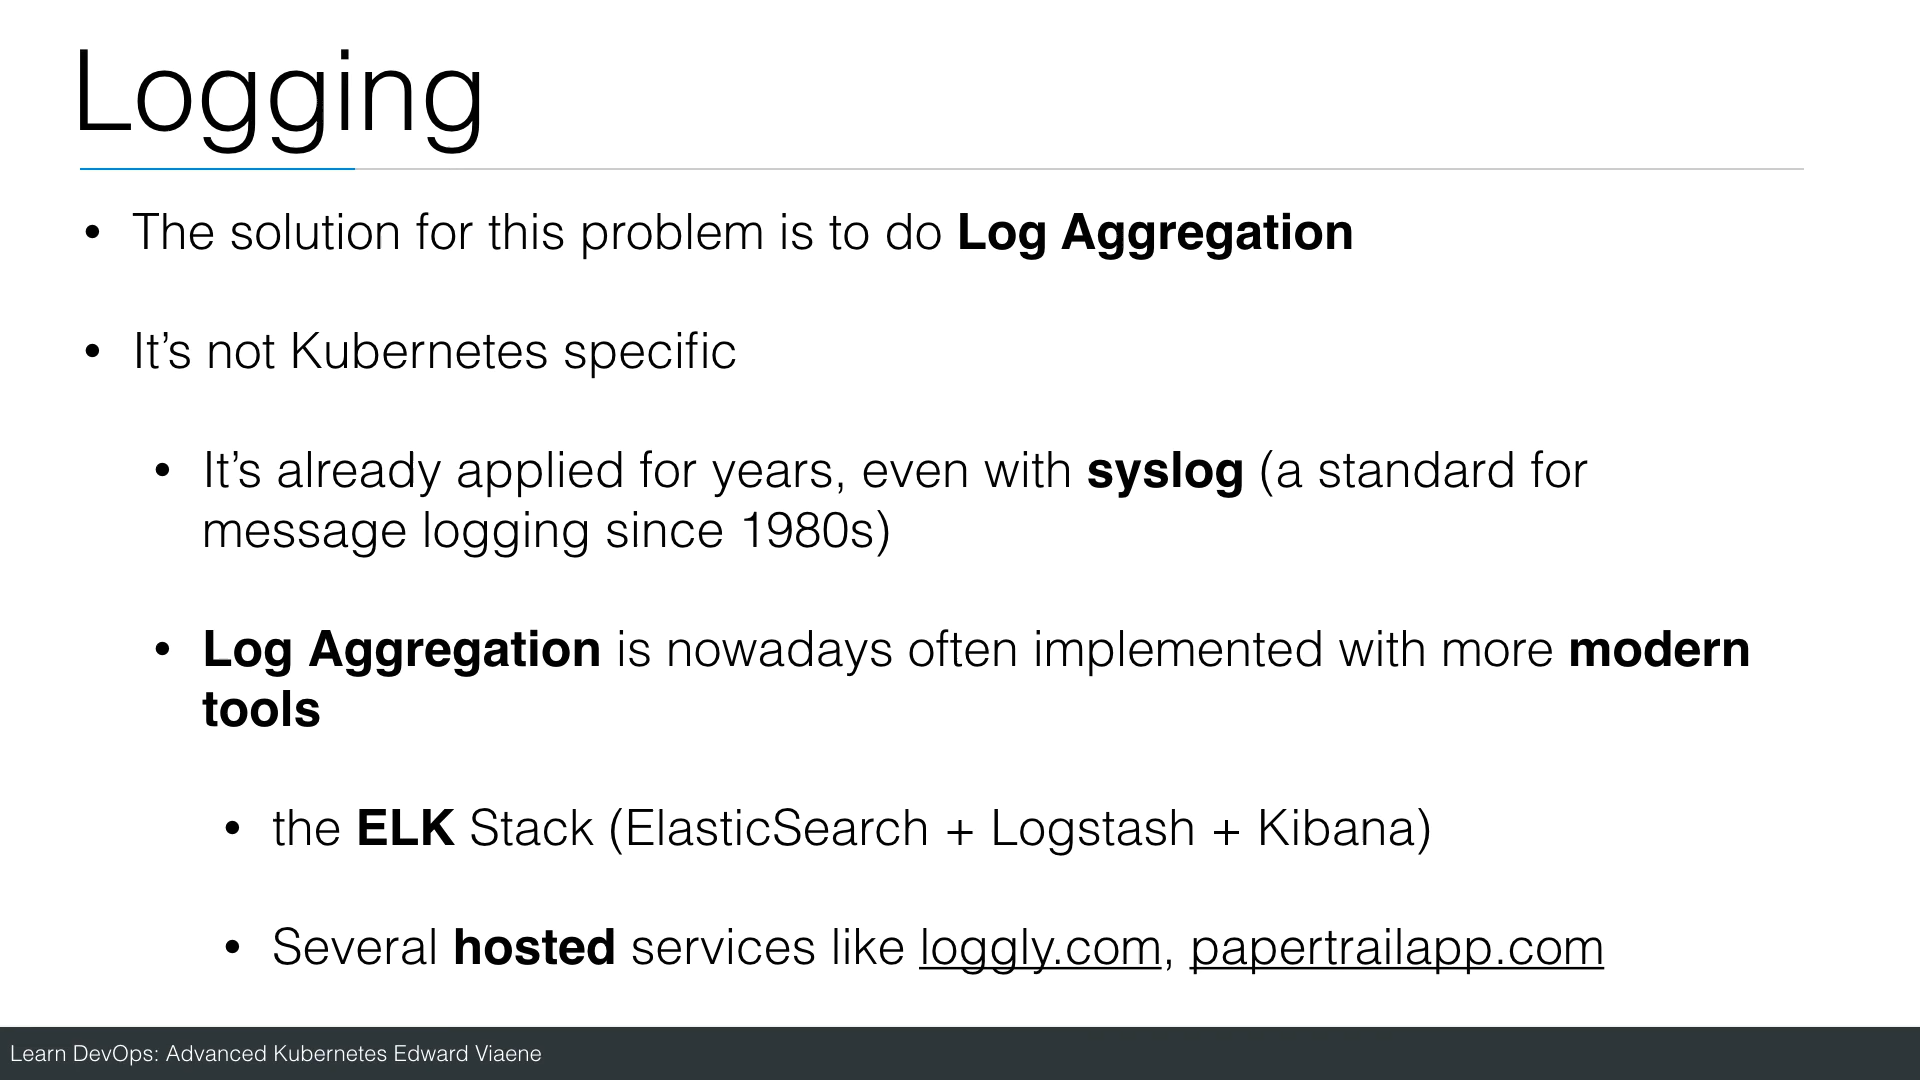 Logging
• The solution for this problem is to do Log Aggregation
• It’s not Kubernetes specific
• It’s already applied for years, even with syslog (a standard for
message logging since 1980s)
• Log Aggregation is nowadays often implemented with more modern
tools
• the ELK Stack (ElasticSearch + Logstash + Kibana)
• Several hosted services like loggly.com, papertrailapp.com
Learn DevOps: Advanced Kubernetes Edward Viaene